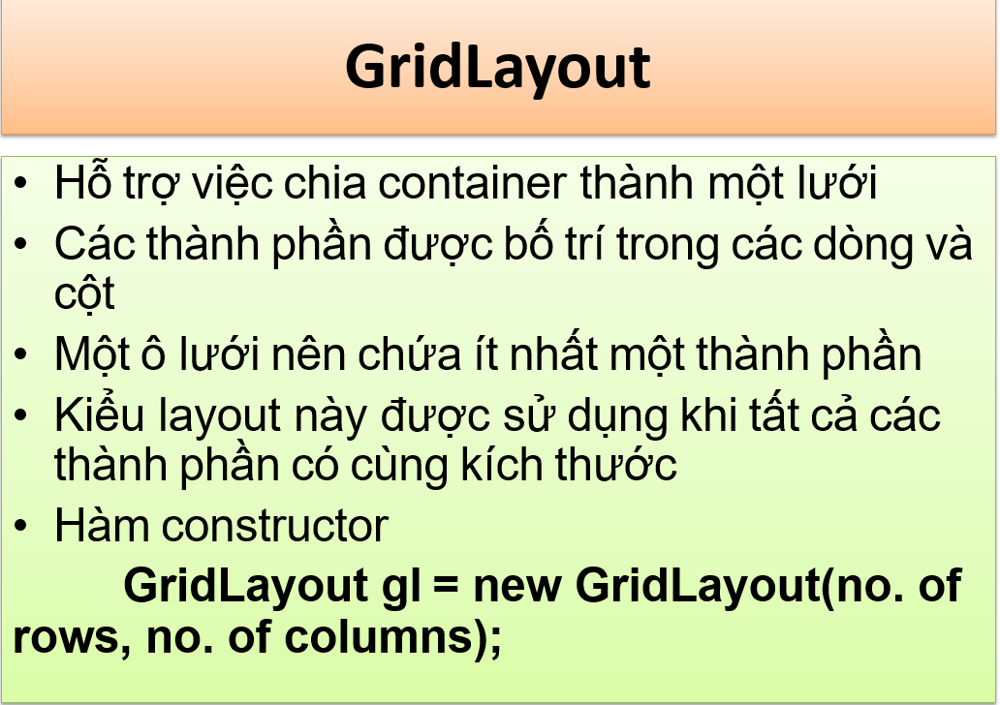 GridLayout
• Hỗ trợ việc chia container thành một lưới
• Các thành phần được bố trí trong các dòng và
cột
• Một ô lưới nên chứa ít nhất một thành phần
• Kiểu layout này được sử dụng khi tất cả các
thành phần có cùng kích thước
• Hàm constructor
GridLayout gl = new GridLayout(no. of
rows, no. of columns);